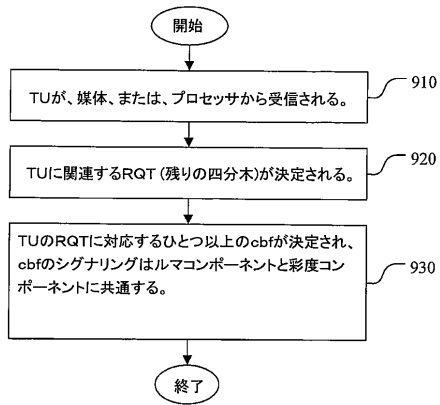 開始
TUが、媒体、または、プロセッサから受信される。
910
TUに関連するRQT(残りの四分木)が決定される。
920
TUのRQTに対応するひとつ以上のcbfが決定され、
cbfのシグナリングはルマコンポーネントと彩度コン
ポーネントに共通する。
930
終了